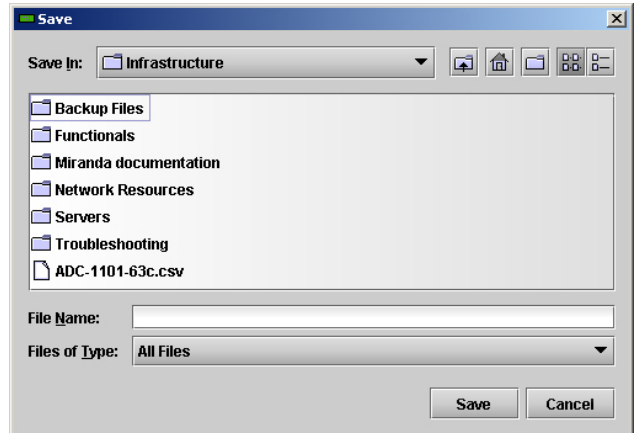 Save
Save In: Infrastructure
Backup Files
Functionals
Miranda documentation
Network Resources
Servers
Troubleshooting
ADC-1101-63c.csv
File Name:
Files of Type: All Files
Save Cancel